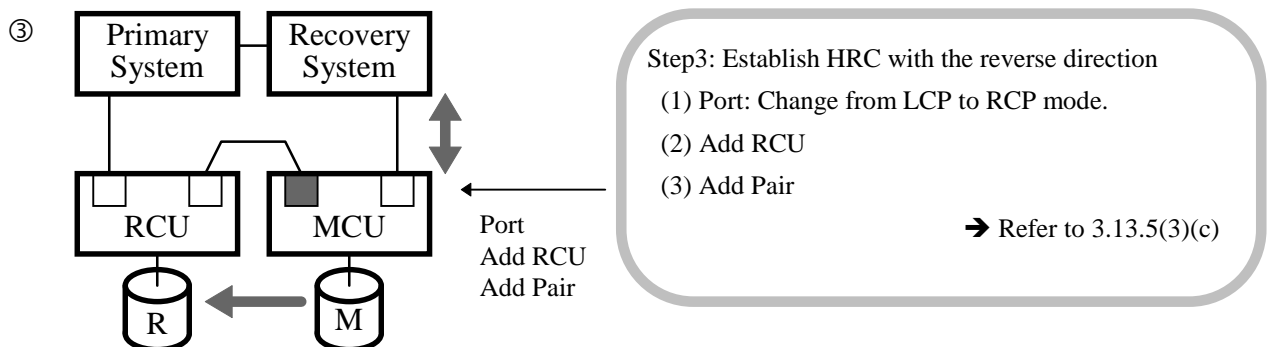 ③
Primary
System
Recovery
System
RCU
MCU
R
M
Port
Add RCU
Add Pair
Step3: Establish HRC with the reverse direction
(1) Port: Change from LCP to RCP mode.
(2) Add RCU
(3) Add Pair
➔ Refer to 3.13.5(3)(c)